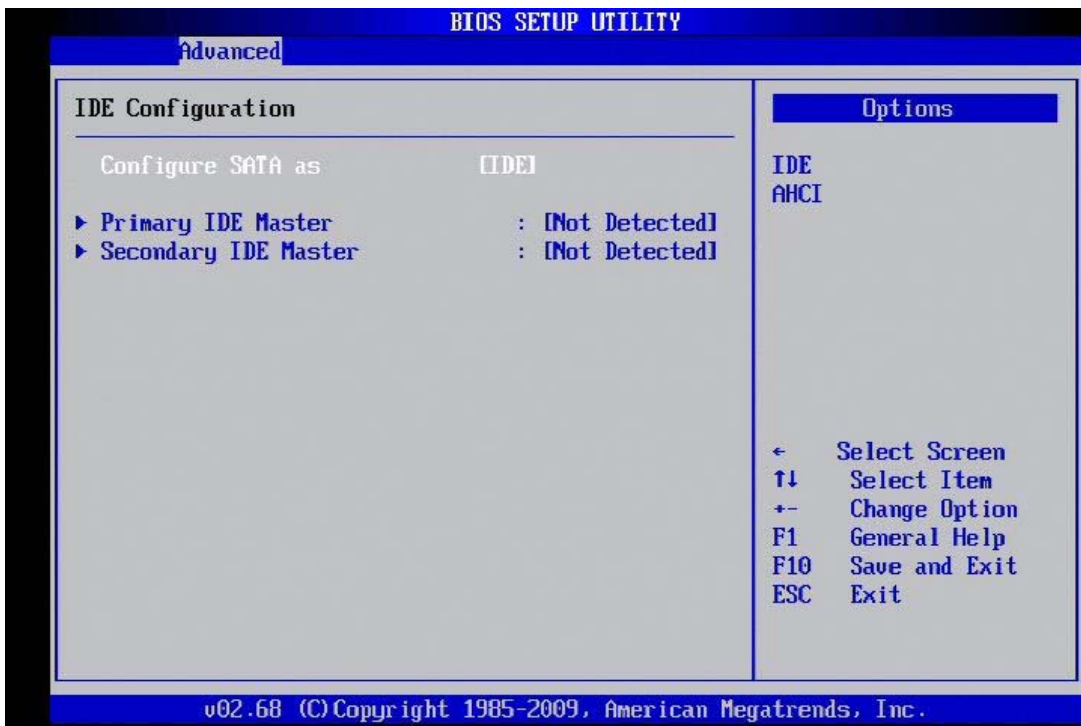 BIOS SETUP UTILITY
Advanced
IDE Configuration
Configure SATA as [IDE]
▶ Primary IDE Master : [Not Detected]
▶ Secondary IDE Master : [Not Detected]
Options
IDE
AHCI
← Select Screen
↑↓ Select Item
+- Change Option
F1 General Help
F10 Save and Exit
ESC Exit
v02.68 (C)Copyright 1985-2009, American Megatrends, Inc.